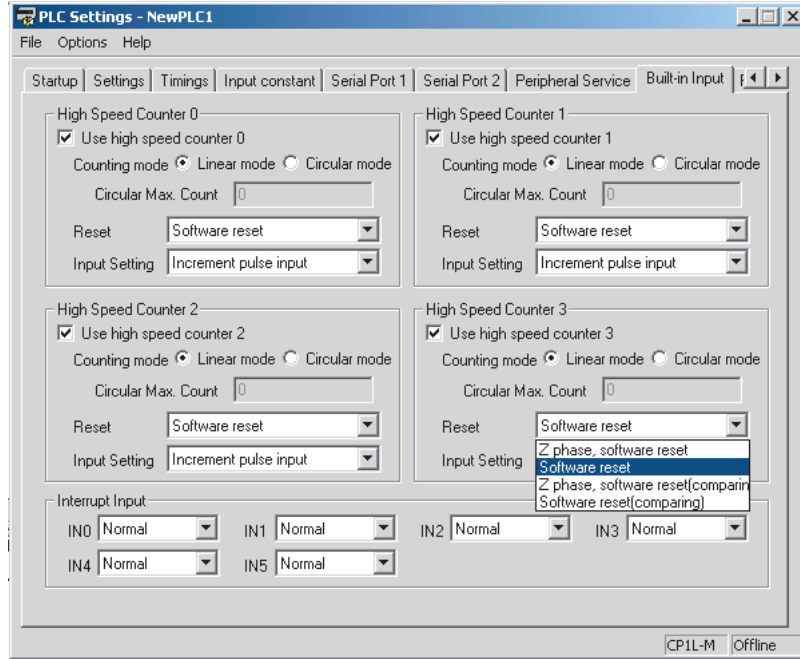 PLC Settings - NewPLC1
File Options Help
Startup Settings Timings Input constant Serial Port 1 Serial Port 2 Peripheral Service Built-in Input
High Speed Counter 0
Use high speed counter 0
Counting mode Linear mode Circular mode
Circular Max. Count 0
Reset Software reset
Input Setting Increment pulse input
High Speed Counter 1
Use high speed counter 1
Counting mode Linear mode Circular mode
Circular Max. Count 0
Reset Software reset
Input Setting Increment pulse input
High Speed Counter 2
Use high speed counter 2
Counting mode Linear mode Circular mode
Circular Max. Count 0
Reset Software reset
Input Setting Increment pulse input
High Speed Counter 3
Use high speed counter 3
Counting mode Linear mode Circular mode
Circular Max. Count 0
Reset Software reset
Input Setting
Z phase, software reset
Software reset
Z phase, software reset(comparin
Software reset(comparing)
Interrupt Input
IN0 Normal IN1 Normal IN2 Normal IN3 Normal
IN4 Normal IN5 Normal
CP1L-M Offline